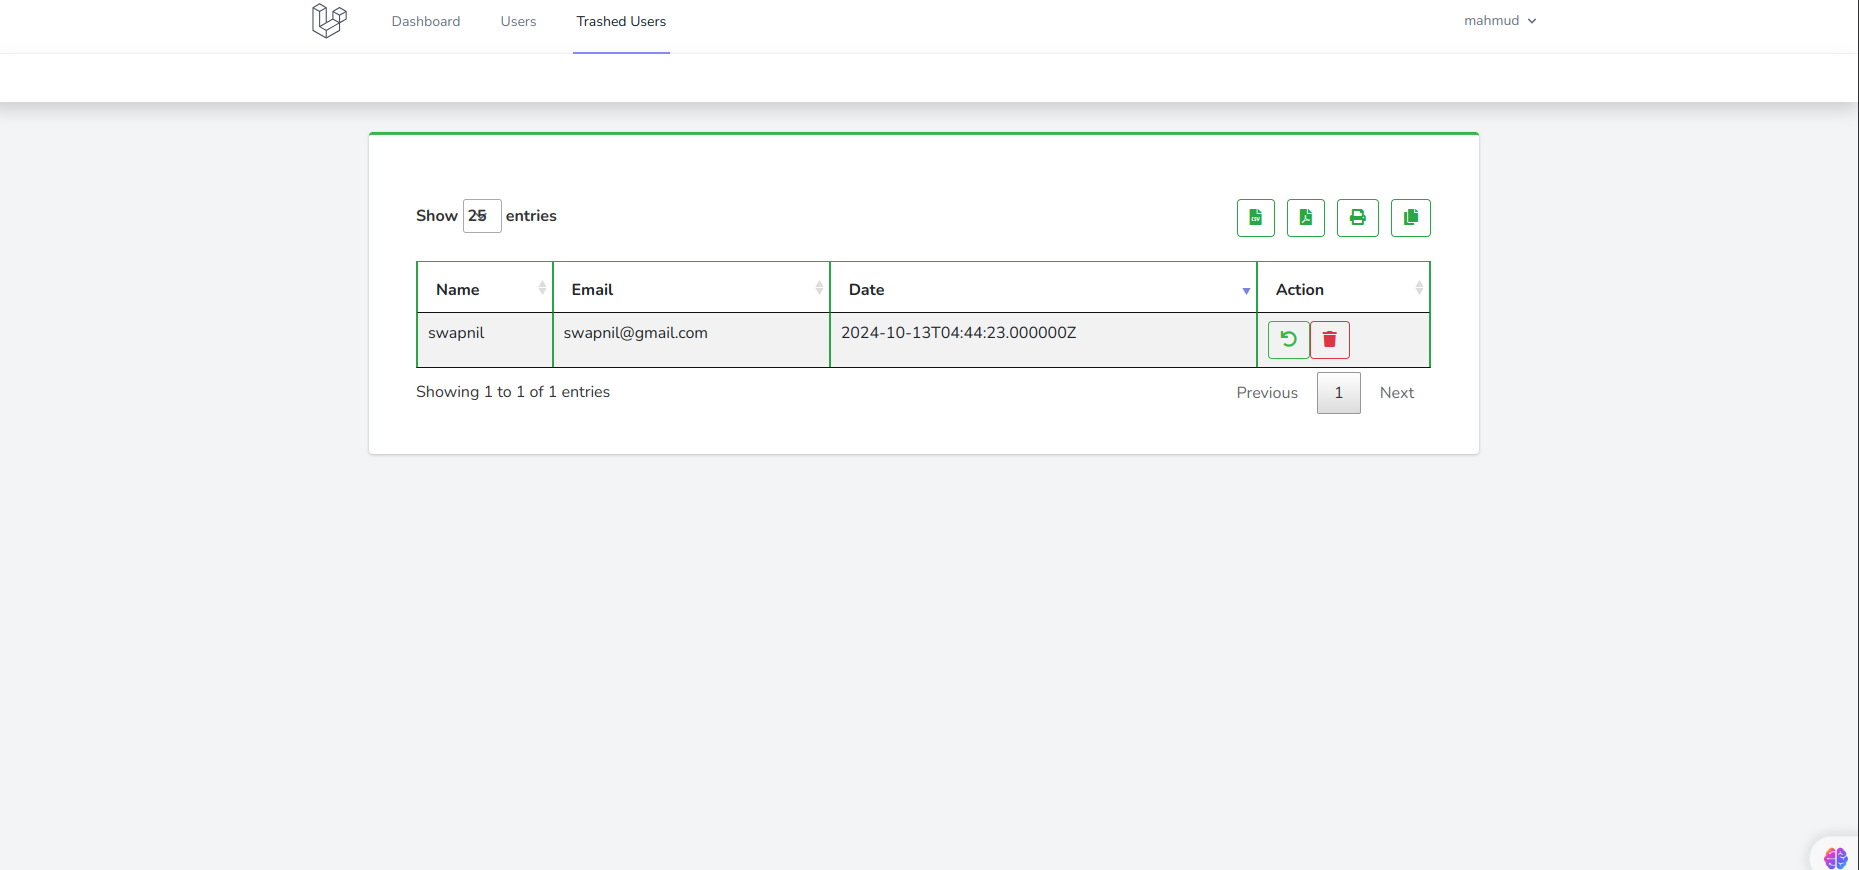 Dashboard Users Trashed Users mahmud
Show 25 entries
CSV
Name Email Date Action
swapnil swapnil@gmail.com 2024-10-13T04:44:23.000000Z
Showing 1 to 1 of 1 entries Previous 1 Next